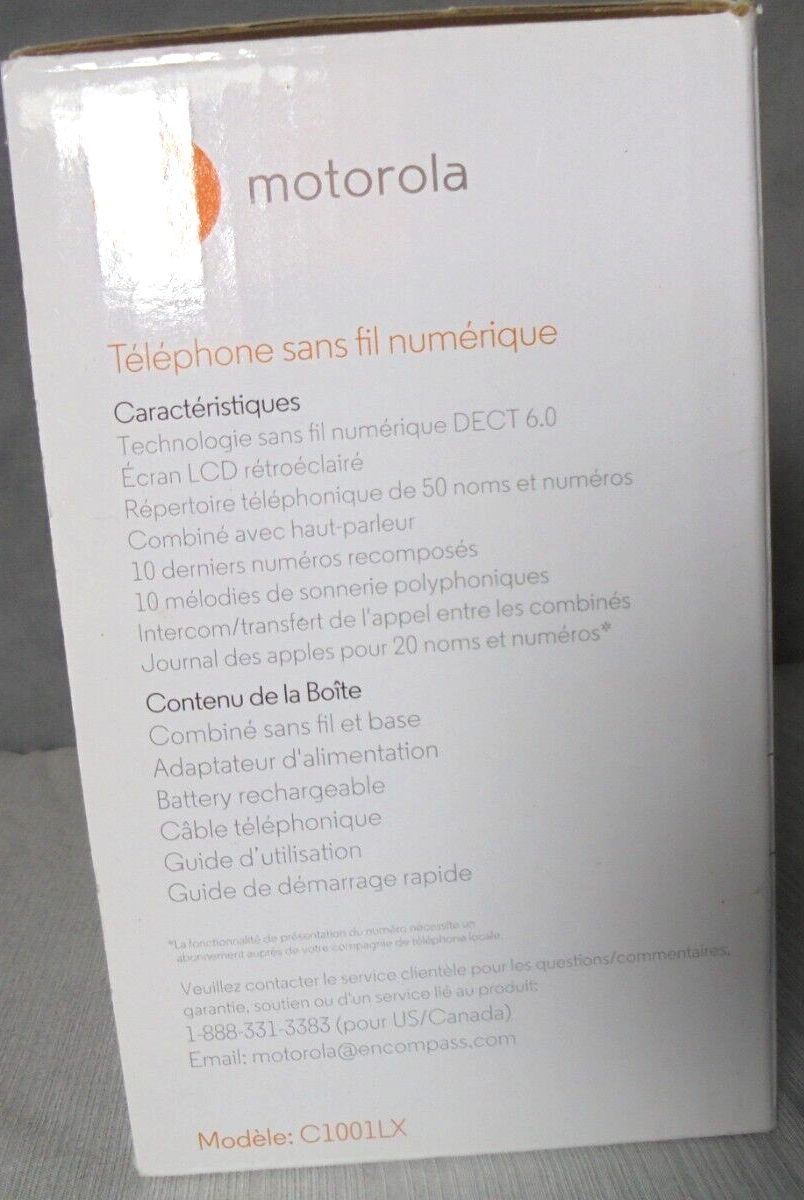 motorola
Téléphone sans fil numérique
Caractéristiques
Technologie sans fil numérique DECT 6.0
Écran LCD rétroéclairé
Répertoire téléphonique de 50 noms et numéros
Combiné avec haut-parleur
10 derniers numéros recomposés
10 mélodies de sonnerie polyphoniques
Intercom/transfert de l'appel entre les combinés
Journal des apples pour 20 noms et numéros*
Contenu de la Boîte
Combiné sans fil et base
Adaptateur d'alimentation
Battery rechargeable
Câble téléphonique
Guide d'utilisation
Guide de démarrage rapide
*La fonctionnalité de présentation du numéro nécessite un
abonnement auprès de votre compagnie de téléphone locale.
Veuillez contacter le service clientèle pour les questions/commentaires,
garantie, soutien ou d'un service lié au produit:
1-888-331-3383 (pour US/Canada)
Email: motorola@encompass.com
Modèle: C1001LX